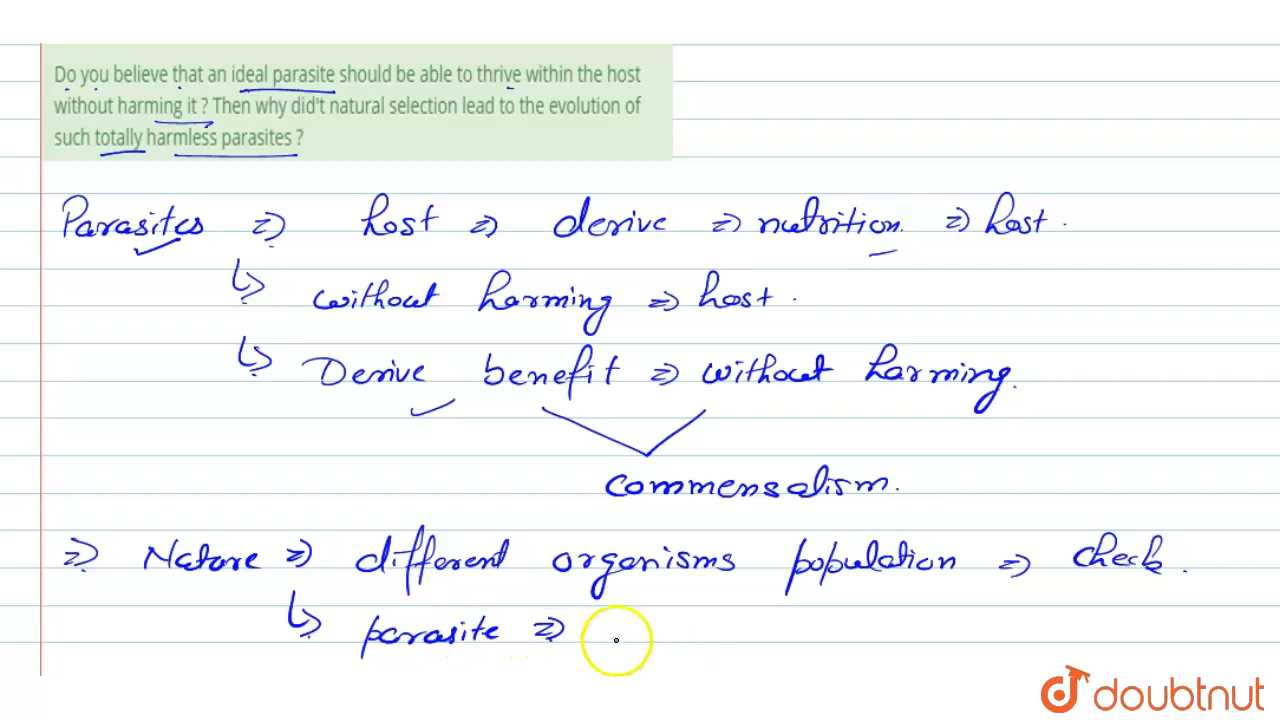 Do you believe that an ideal parasite should be able to thrive within the host
without harming it ? Then why did't natural selection lead to the evolution of
such totally harmless parasites ?
Parasites ⇒ host ⇒ derive ⇒ nutrition. ⇒ host.
↳ without harming ⇒ host.
↳ Derive benefit ⇒ without harming.
commensalism.
⇒ Nature ⇒ different organisms population ⇒ check.
↳ parasite ⇒
doubtnut